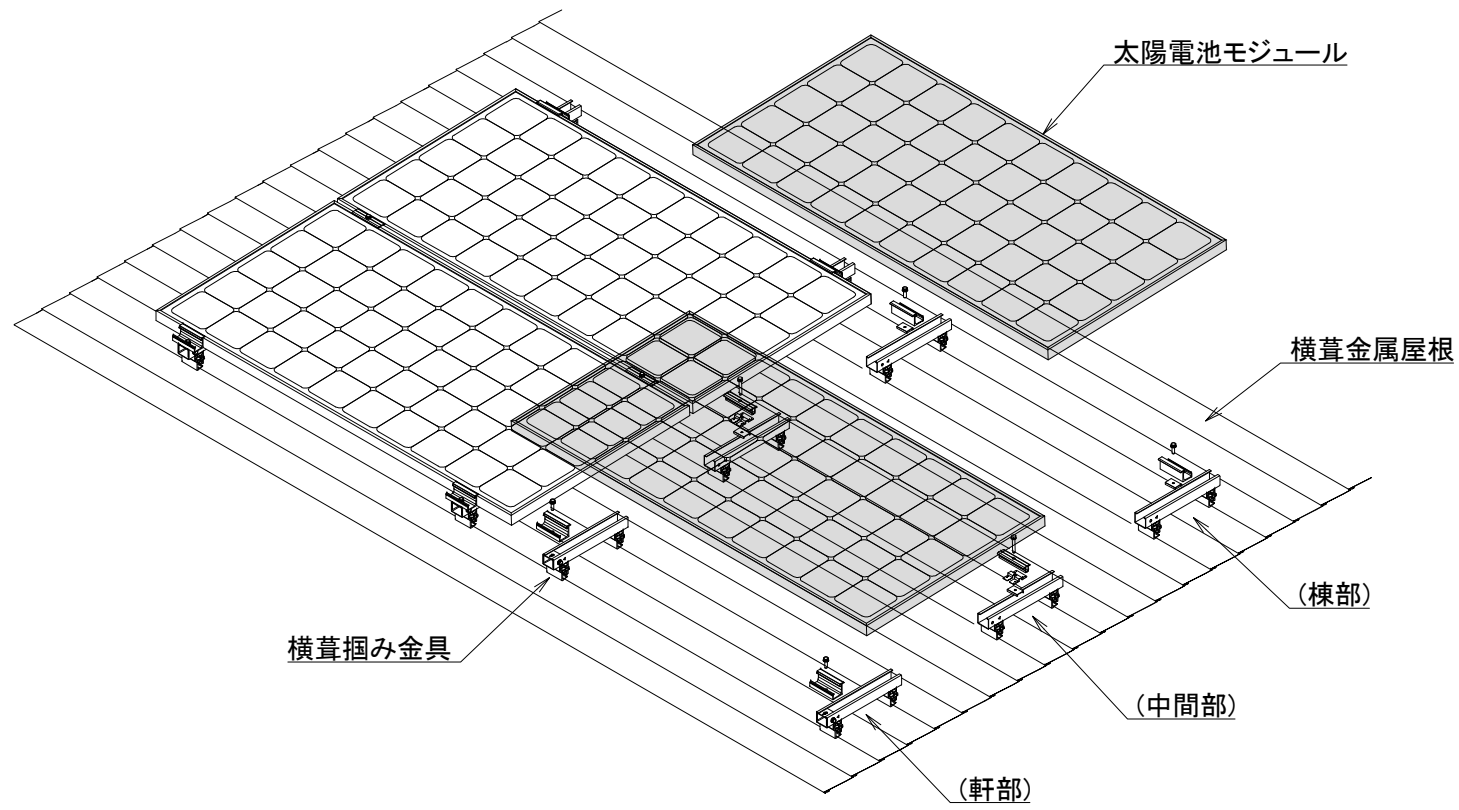 太陽電池モジュール
横葺金属屋根
(棟部)
横葺掴み金具
(中間部)
(軒部)